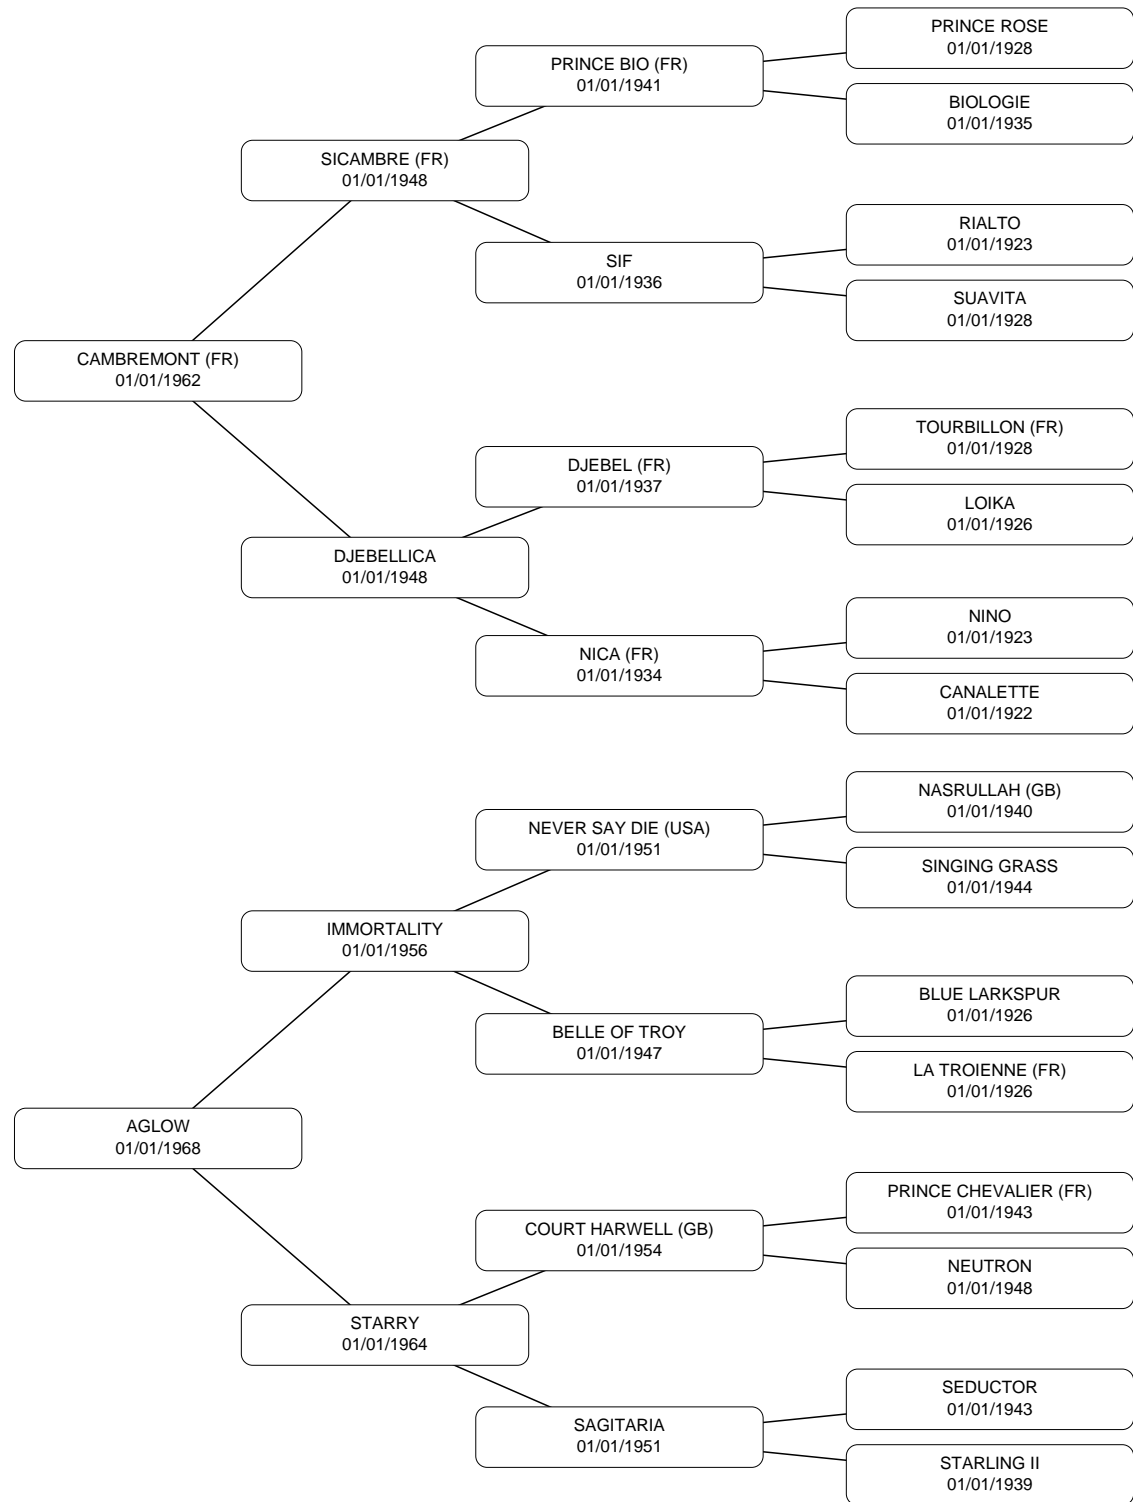 PRINCE ROSE
01/01/1928
PRINCE BIO (FR)
01/01/1941
BIOLOGIE
01/01/1935
SICAMBRE (FR)
01/01/1948
RIALTO
01/01/1923
SIF
01/01/1936
SUAVITA
01/01/1928
CAMBREMONT (FR)
01/01/1962
TOURBILLON (FR)
01/01/1928
DJEBEL (FR)
01/01/1937
LOIKA
01/01/1926
DJEBELLICA
01/01/1948
NINO
01/01/1923
NICA (FR)
01/01/1934
CANALETTE
01/01/1922
NASRULLAH (GB)
01/01/1940
NEVER SAY DIE (USA)
01/01/1951
SINGING GRASS
01/01/1944
IMMORTALITY
01/01/1956
BLUE LARKSPUR
01/01/1926
BELLE OF TROY
01/01/1947
LA TROIENNE (FR)
01/01/1926
AGLOW
01/01/1968
PRINCE CHEVALIER (FR)
01/01/1943
COURT HARWELL (GB)
01/01/1954
NEUTRON
01/01/1948
STARRY
01/01/1964
SEDUCTOR
01/01/1943
SAGITARIA
01/01/1951
STARLING II
01/01/1939